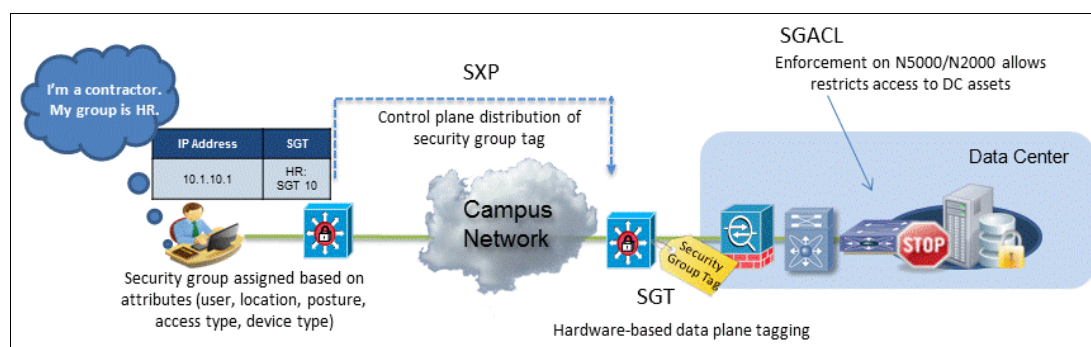 SGACL
Enforcement on N5000/N2000 allows
restricts access to DC assets
I'm a contractor.
My group is HR.
SXP
Control plane distribution of
security group tag
IP Address SGT
10.1.10.1 HR:
SGT 10
Data Center
Campus
Network
STOP
Security
Group Tag
Security group assigned based on
attributes (user, location, posture,
access type, device type)
SGT
Hardware-based data plane tagging